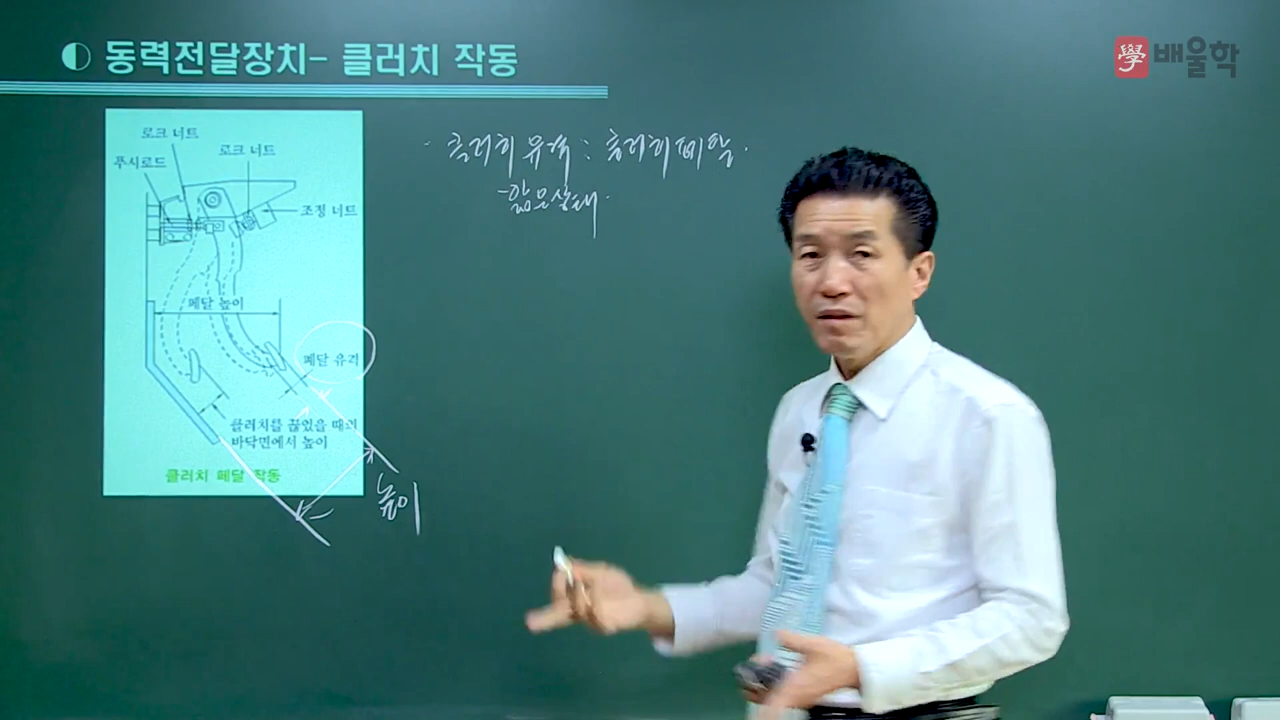 동력전달장치- 클러치 작동
學 배울학
로크 너트
푸시로드
로크 너트
조정 너트
페달 높이
페달 유격
클러치를 끊었을 때의
바닥면에서 높이
클러치 페달 작동
높이
클러치 유격 : 클러치페달
밟은상태